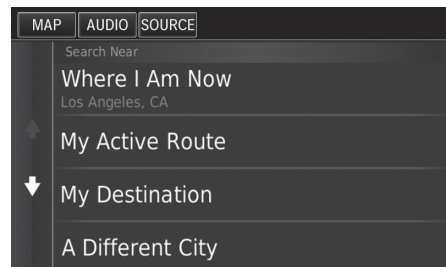 MAP AUDIO SOURCE
Search Near
Where I Am Now
Los Angeles, CA
My Active Route
My Destination
A Different City